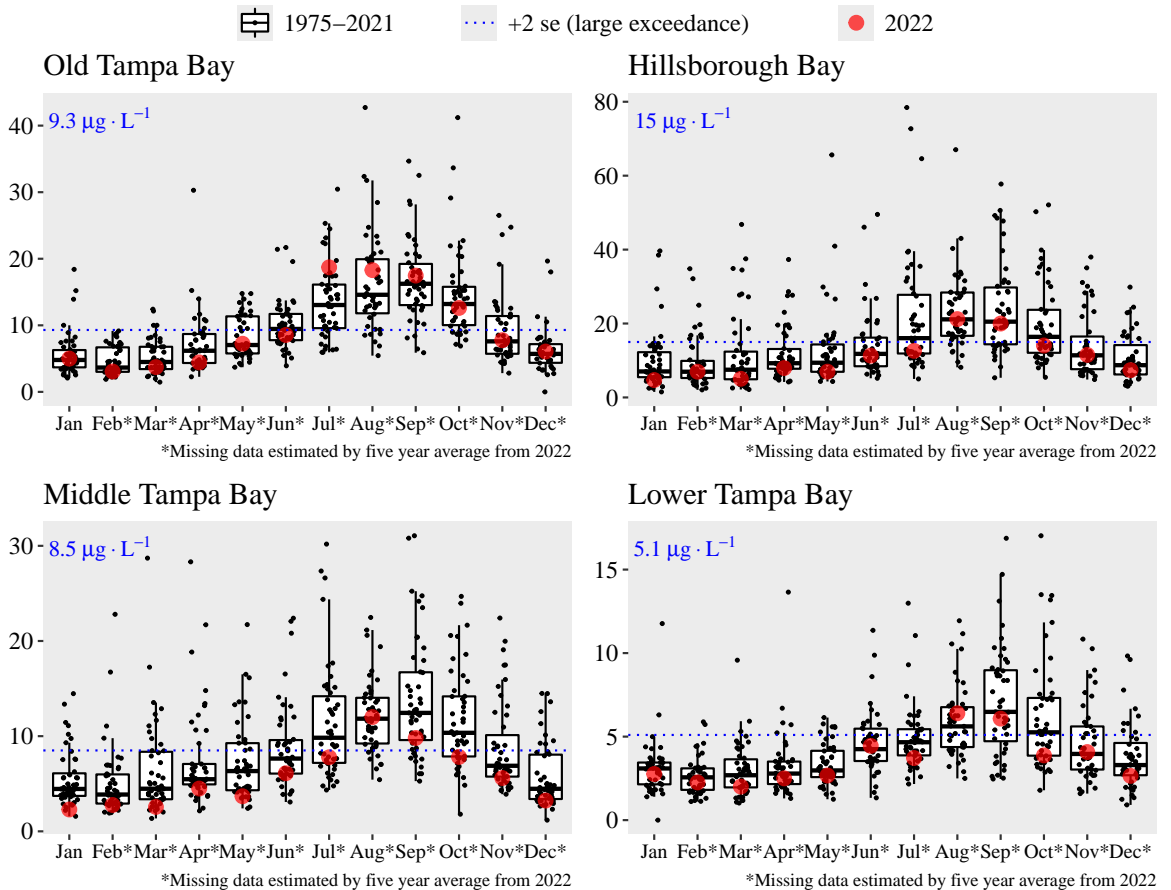 1975–2021 +2 se (large exceedance) 2022
Old Tampa Bay
9.3 μg · L⁻¹
40
30
20
10
0
Jan Feb* Mar* Apr* May* Jun* Jul* Aug* Sep* Oct* Nov* Dec*
*Missing data estimated by five year average from 2022
Hillsborough Bay
15 μg · L⁻¹
80
60
40
20
0
Jan Feb* Mar* Apr* May* Jun* Jul* Aug* Sep* Oct* Nov* Dec*
*Missing data estimated by five year average from 2022
Middle Tampa Bay
8.5 μg · L⁻¹
30
20
10
0
Jan Feb* Mar* Apr* May* Jun* Jul* Aug* Sep* Oct* Nov* Dec*
*Missing data estimated by five year average from 2022
Lower Tampa Bay
5.1 μg · L⁻¹
15
10
5
0
Jan Feb* Mar* Apr* May* Jun* Jul* Aug* Sep* Oct* Nov* Dec*
*Missing data estimated by five year average from 2022